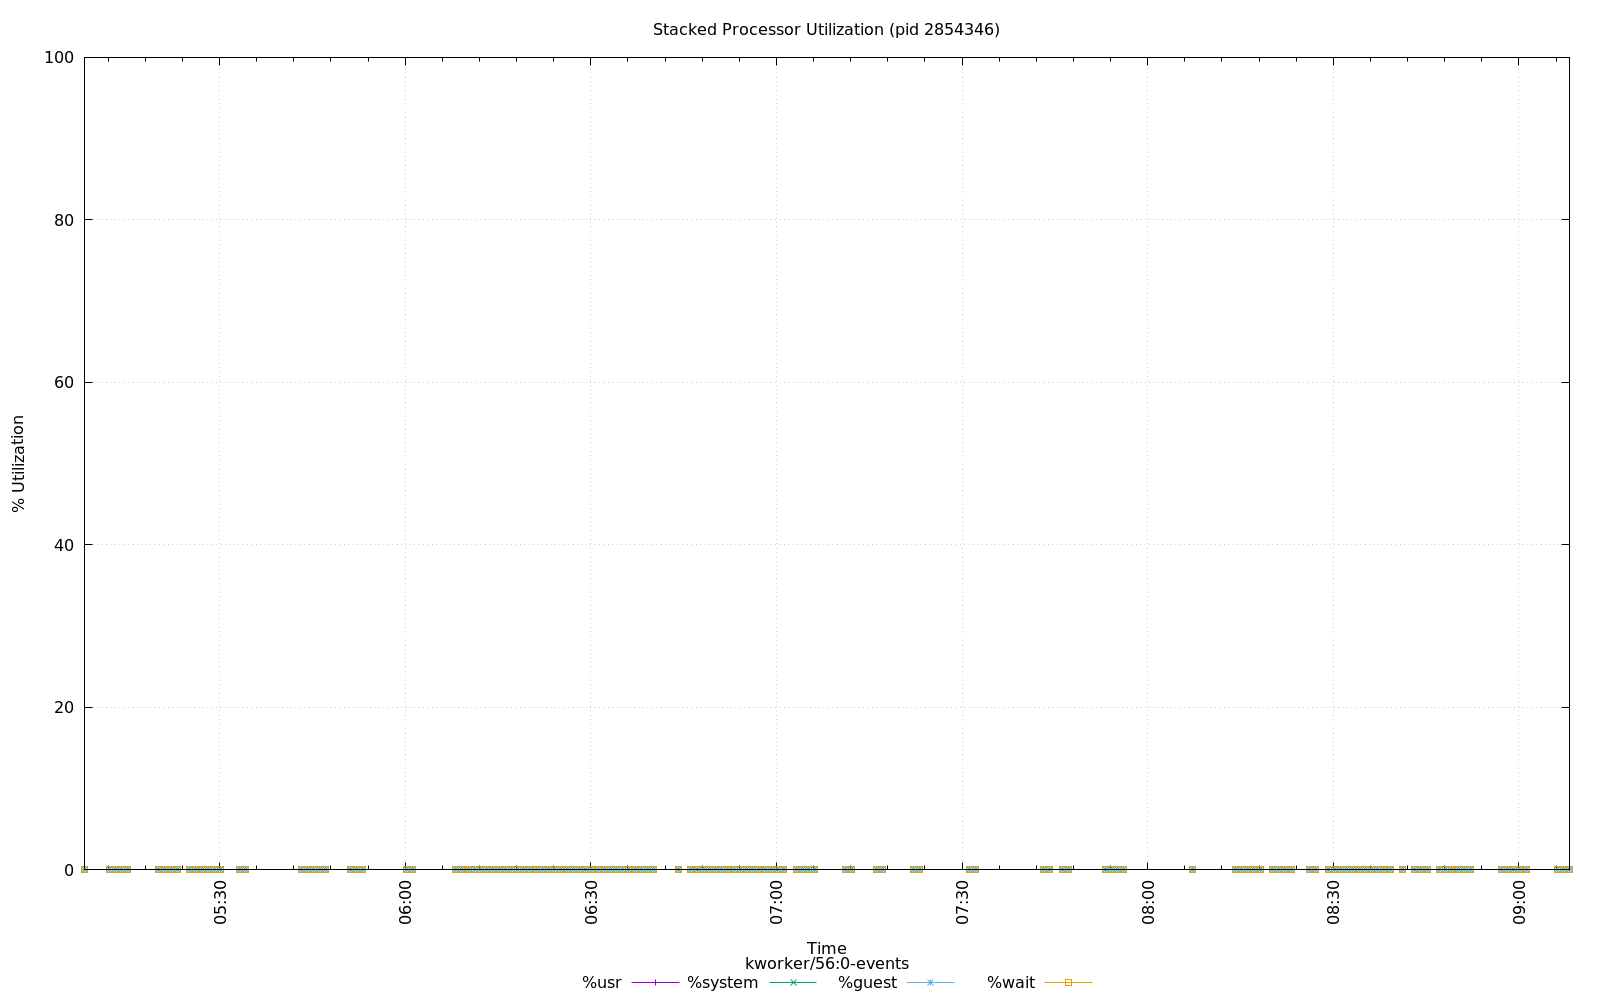 Stacked Processor Utilization (pid 2854346)
100
80
60
40
20
0
% Utilization
05:30 06:00 06:30 07:00 07:30 08:00 08:30 09:00
Time
kworker/56:0-events
%usr %system %guest %wait